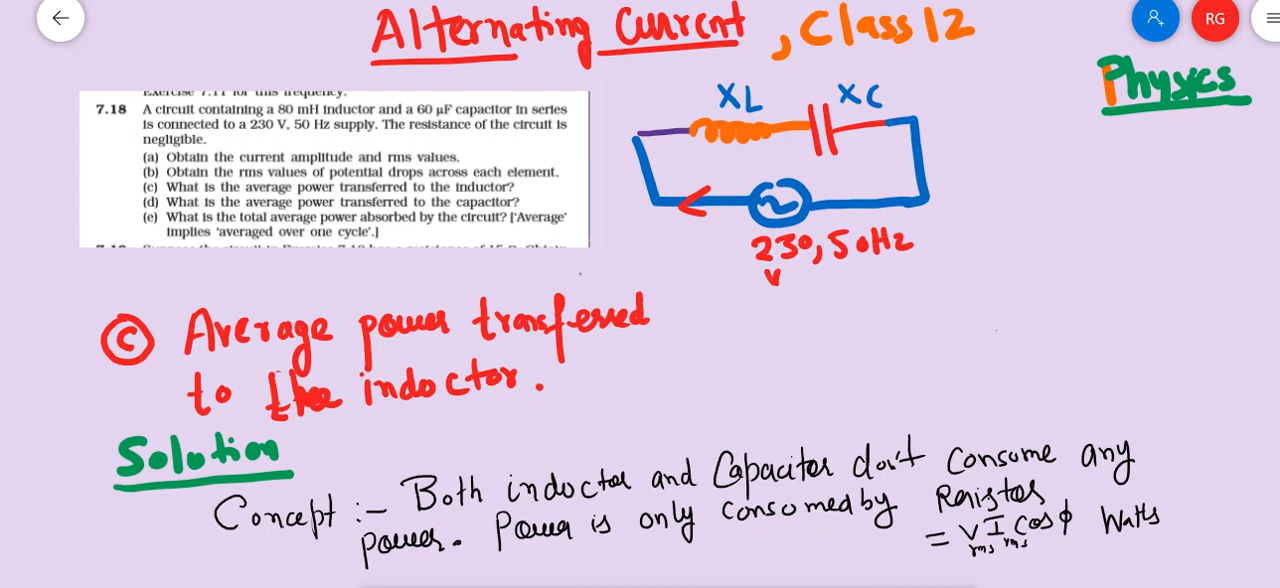 Alternating Current, Class 12
RG
Physics
Exercise 7.11 for this frequency.
7.18 A circuit containing a 80 mH inductor and a 60 μF capacitor in series
is connected to a 230 V, 50 Hz supply. The resistance of the circuit is
negligible.
(a) Obtain the current amplitude and rms values.
(b) Obtain the rms values of potential drops across each element.
(c) What is the average power transferred to the inductor?
(d) What is the average power transferred to the capacitor?
(e) What is the total average power absorbed by the circuit? ['Average'
implies 'averaged over one cycle'.]
XL XC
230, 50Hz
V
(C) Average power transferred
to the indoctor.
Solution
Concept :- Both indoctor and Capacitor don't Consume any
power. Power is only consomed by Resistor
= Vrms Irms Cos ϕ Watts